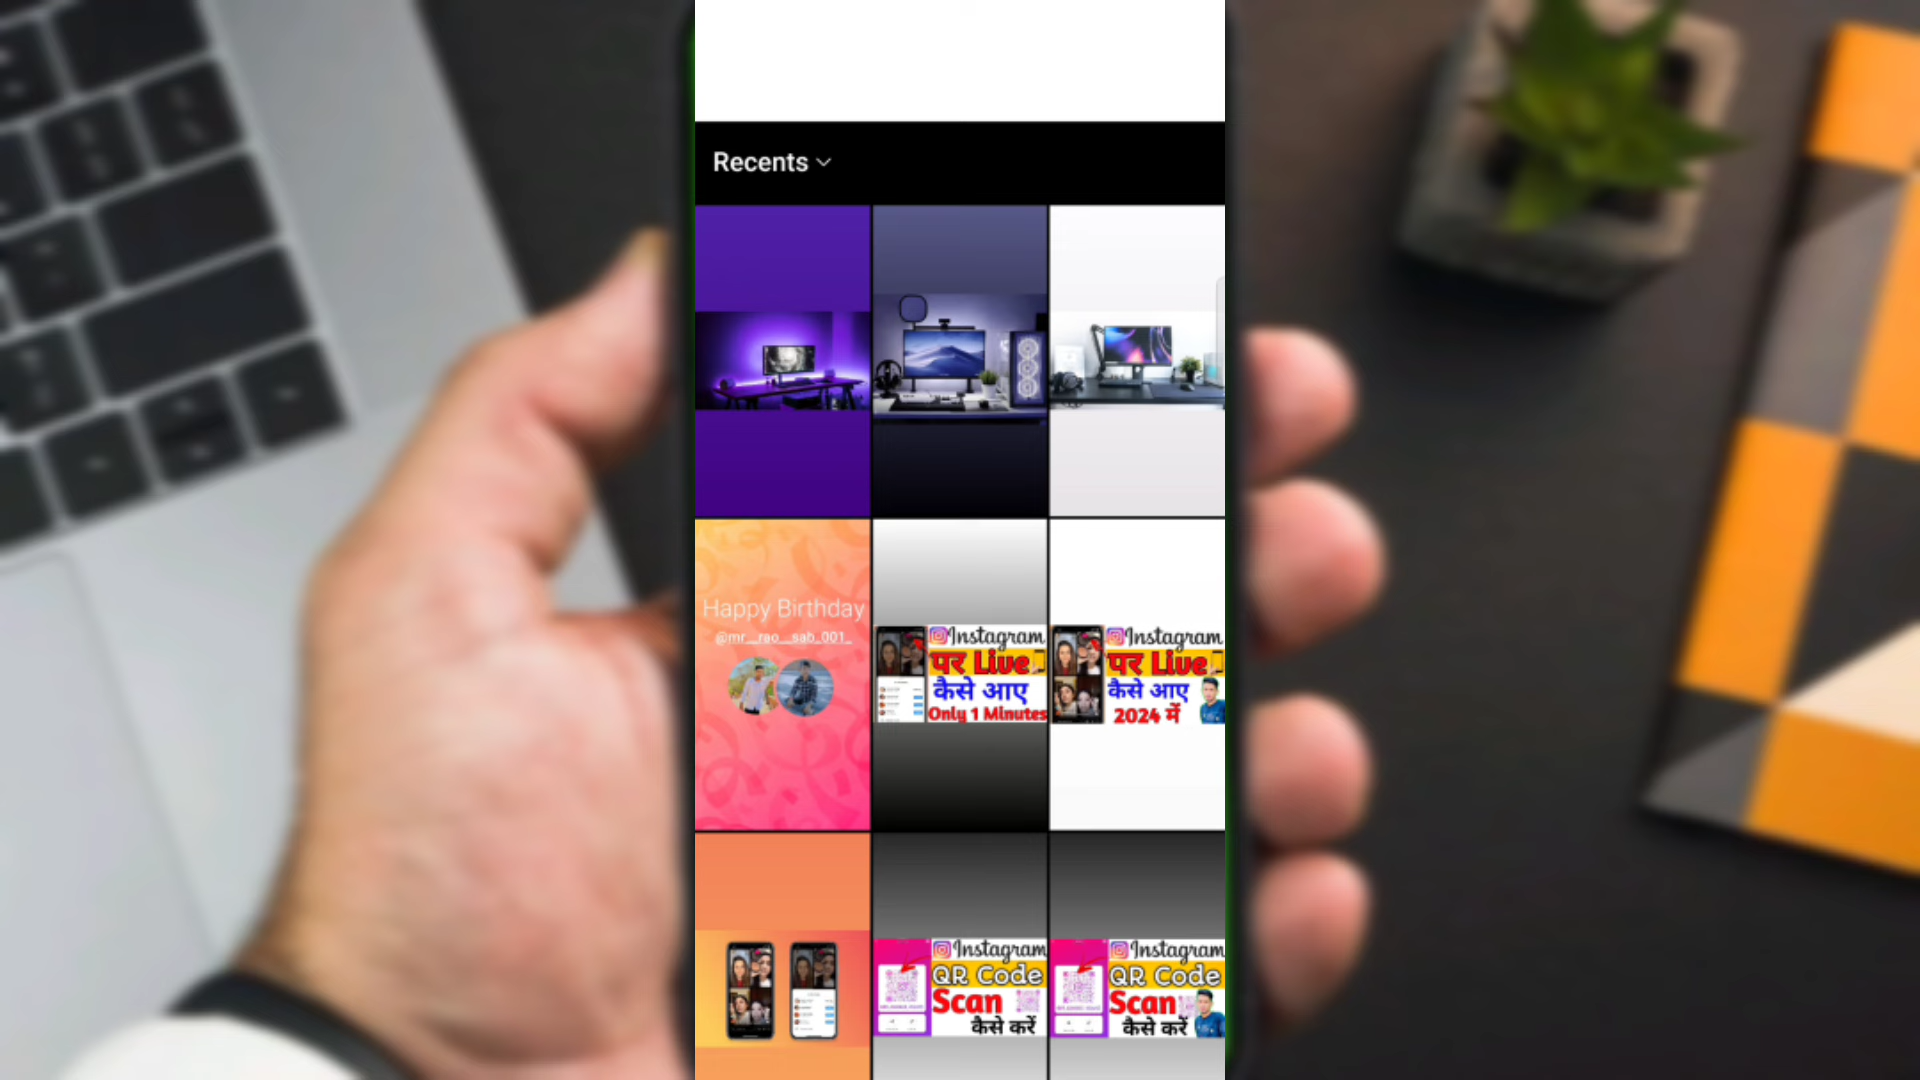 Recents
Happy Birthday
@mr__rao__sab_001_
Instagram
पर Live
कैसे आए
Only 1 Minutes
Instagram
पर Live
कैसे आए
2024 में
Instagram
QR Code
Scan
कैसे करें
Instagram
QR Code
Scan
कैसे करें